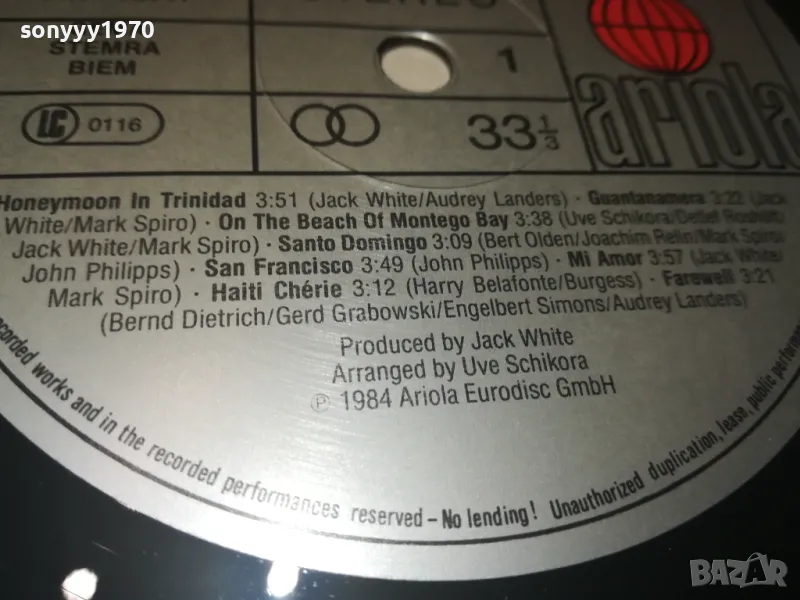 sonyyy1970
STEREO
STEMRA
BIEM
1
ariola
LC 0116
33 1/3
Honeymoon In Trinidad 3:51 (Jack White/Audrey Landers) · Guantanamera 3:22 (Jack
White/Mark Spiro) · On The Beach Of Montego Bay 3:38 (Uve Schikora/Detlef
Jack White/Mark Spiro) · Santo Domingo 3:09 (Bert Olden/Joachim Relin/Mark Spiro/
John Philipps) · San Francisco 3:49 (John Philipps) · Mi Amor 3:57 (Jack White/
Mark Spiro) · Haiti Chérie 3:12 (Harry Belafonte/Burgess) · Farewell 3:21
(Bernd Dietrich/Gerd Grabowski/Engelbert Simons/Audrey Landers)
Produced by Jack White
Arranged by Uve Schikora
℗ 1984 Ariola Eurodisc GmbH
recorded works and in the recorded performances reserved – No lending! Unauthorized duplication, lease, public
BAZAR